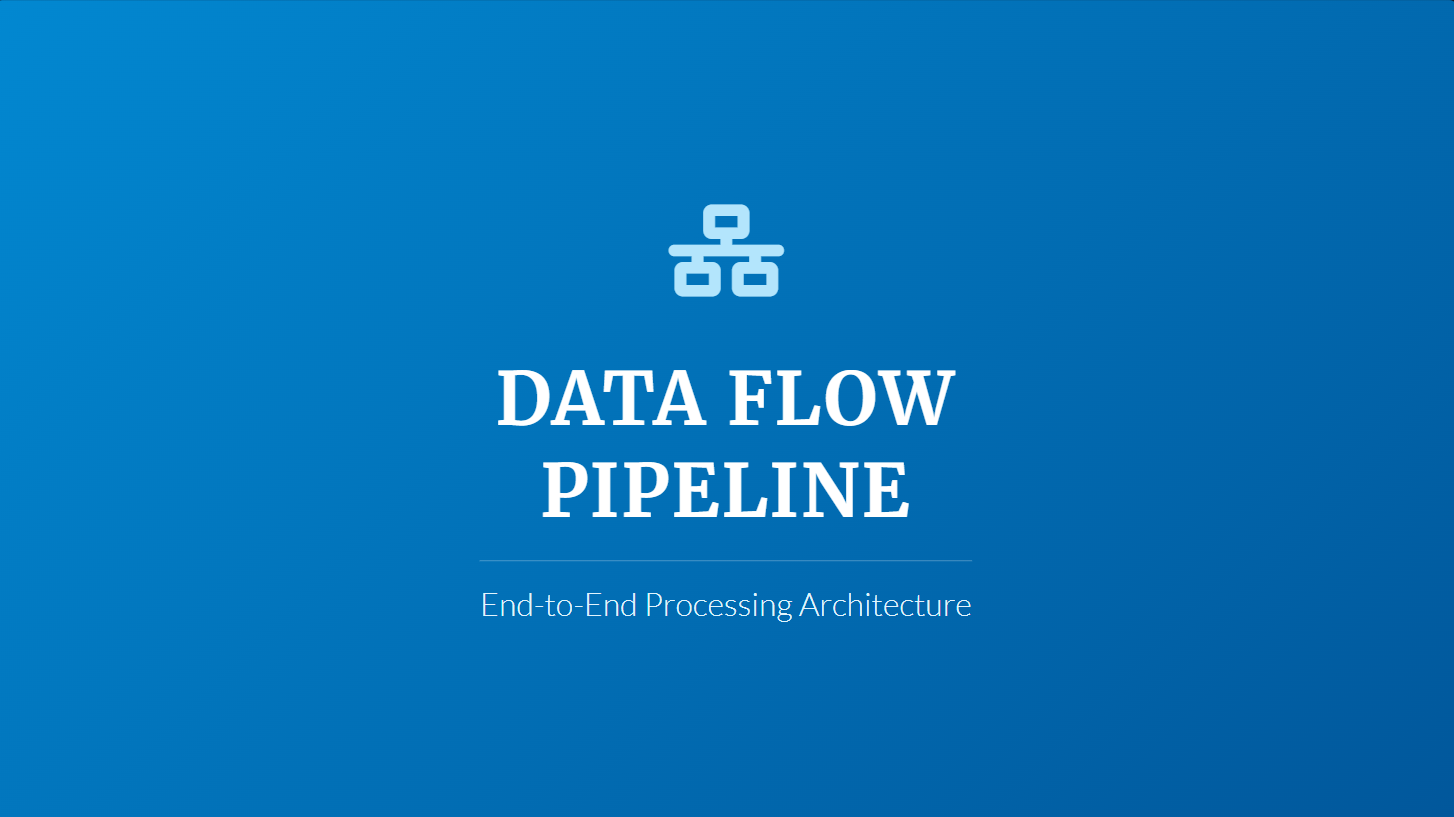 DATA FLOW
PIPELINE
End-to-End Processing Architecture